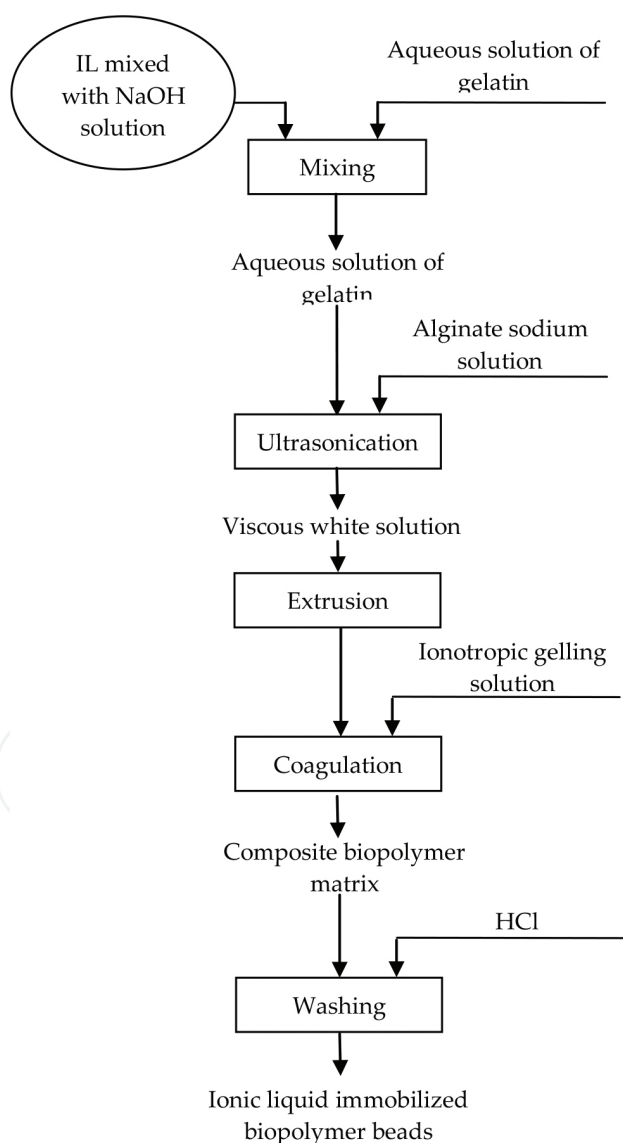 IL mixed
with NaOH
solution
Aqueous solution of
gelatin
Mixing
Aqueous solution of
gelatin
Alginate sodium
solution
Ultrasonication
Viscous white solution
Extrusion
Ionotropic gelling
solution
Coagulation
Composite biopolymer
matrix
HCl
Washing
Ionic liquid immobilized
biopolymer beads